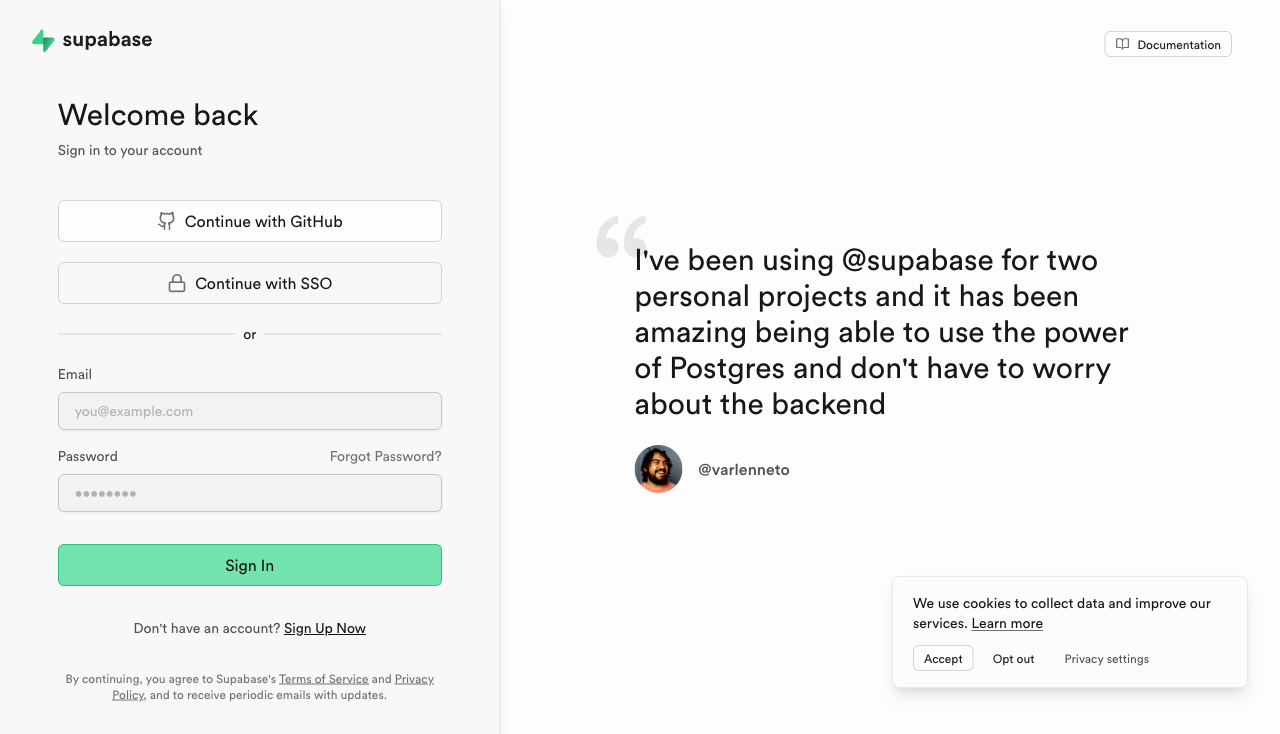 supabase
Welcome back
Sign in to your account
Continue with GitHub
Continue with SSO
or
Email
you@example.com
Password
Forgot Password?
••••••••
Sign In
Don't have an account? Sign Up Now
By continuing, you agree to Supabase's Terms of Service and Privacy
Policy, and to receive periodic emails with updates.
Documentation
“
I've been using @supabase for two
personal projects and it has been
amazing being able to use the power
of Postgres and don't have to worry
about the backend
@varlenneto
We use cookies to collect data and improve our
services. Learn more
Accept
Opt out
Privacy settings